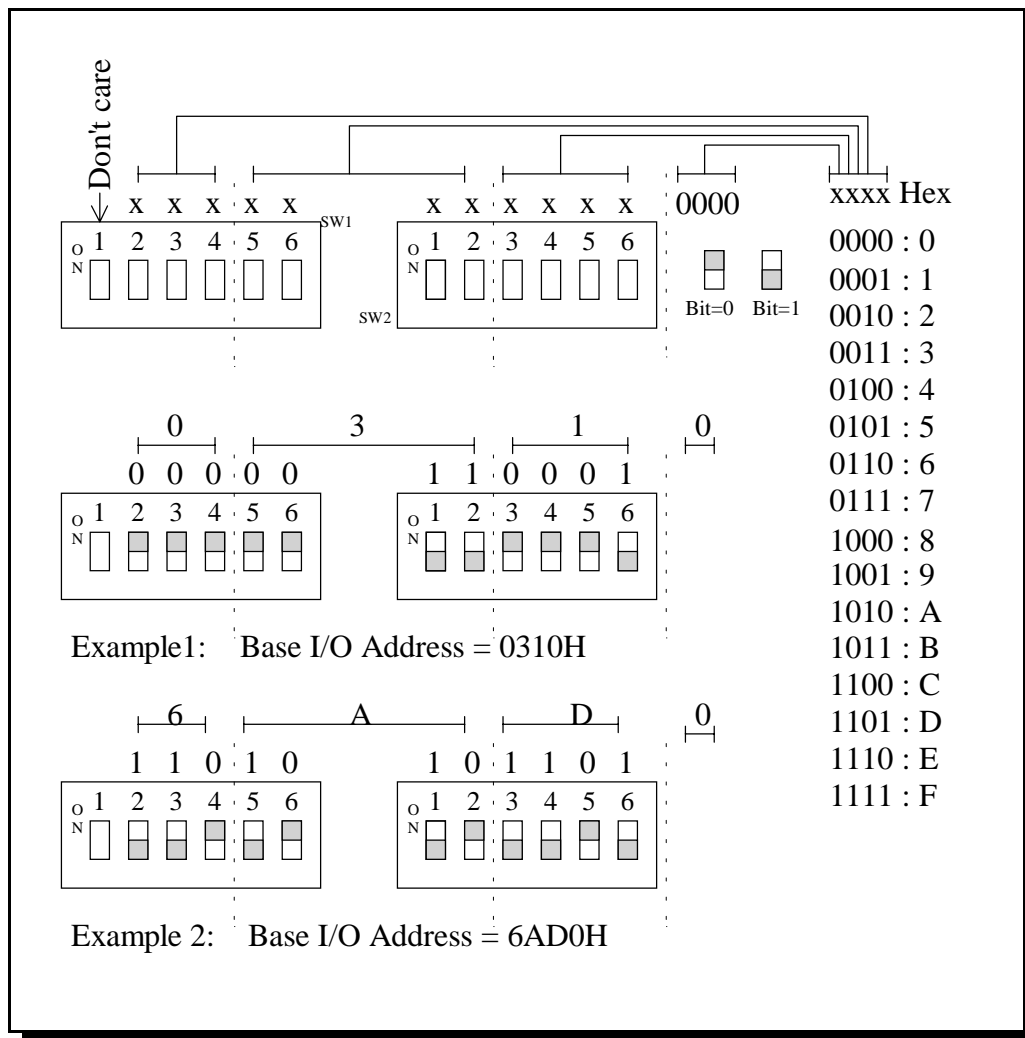 Don't care
x x x x x x x x x x x 0000 xxxx Hex
SW1
1 2 3 4 5 6 1 2 3 4 5 6
O N O N
SW2
Bit=0 Bit=1
0000 : 0
0001 : 1
0010 : 2
0011 : 3
0100 : 4
0101 : 5
0110 : 6
0111 : 7
1000 : 8
1001 : 9
1010 : A
1011 : B
1100 : C
1101 : D
1110 : E
1111 : F
0 3 1 0
0 0 0 0 0 1 1 0 0 0 1
1 2 3 4 5 6 1 2 3 4 5 6
O N O N
Example1: Base I/O Address = 0310H
6 A D 0
1 1 0 1 0 1 0 1 1 0 1
1 2 3 4 5 6 1 2 3 4 5 6
O N O N
Example 2: Base I/O Address = 6AD0H